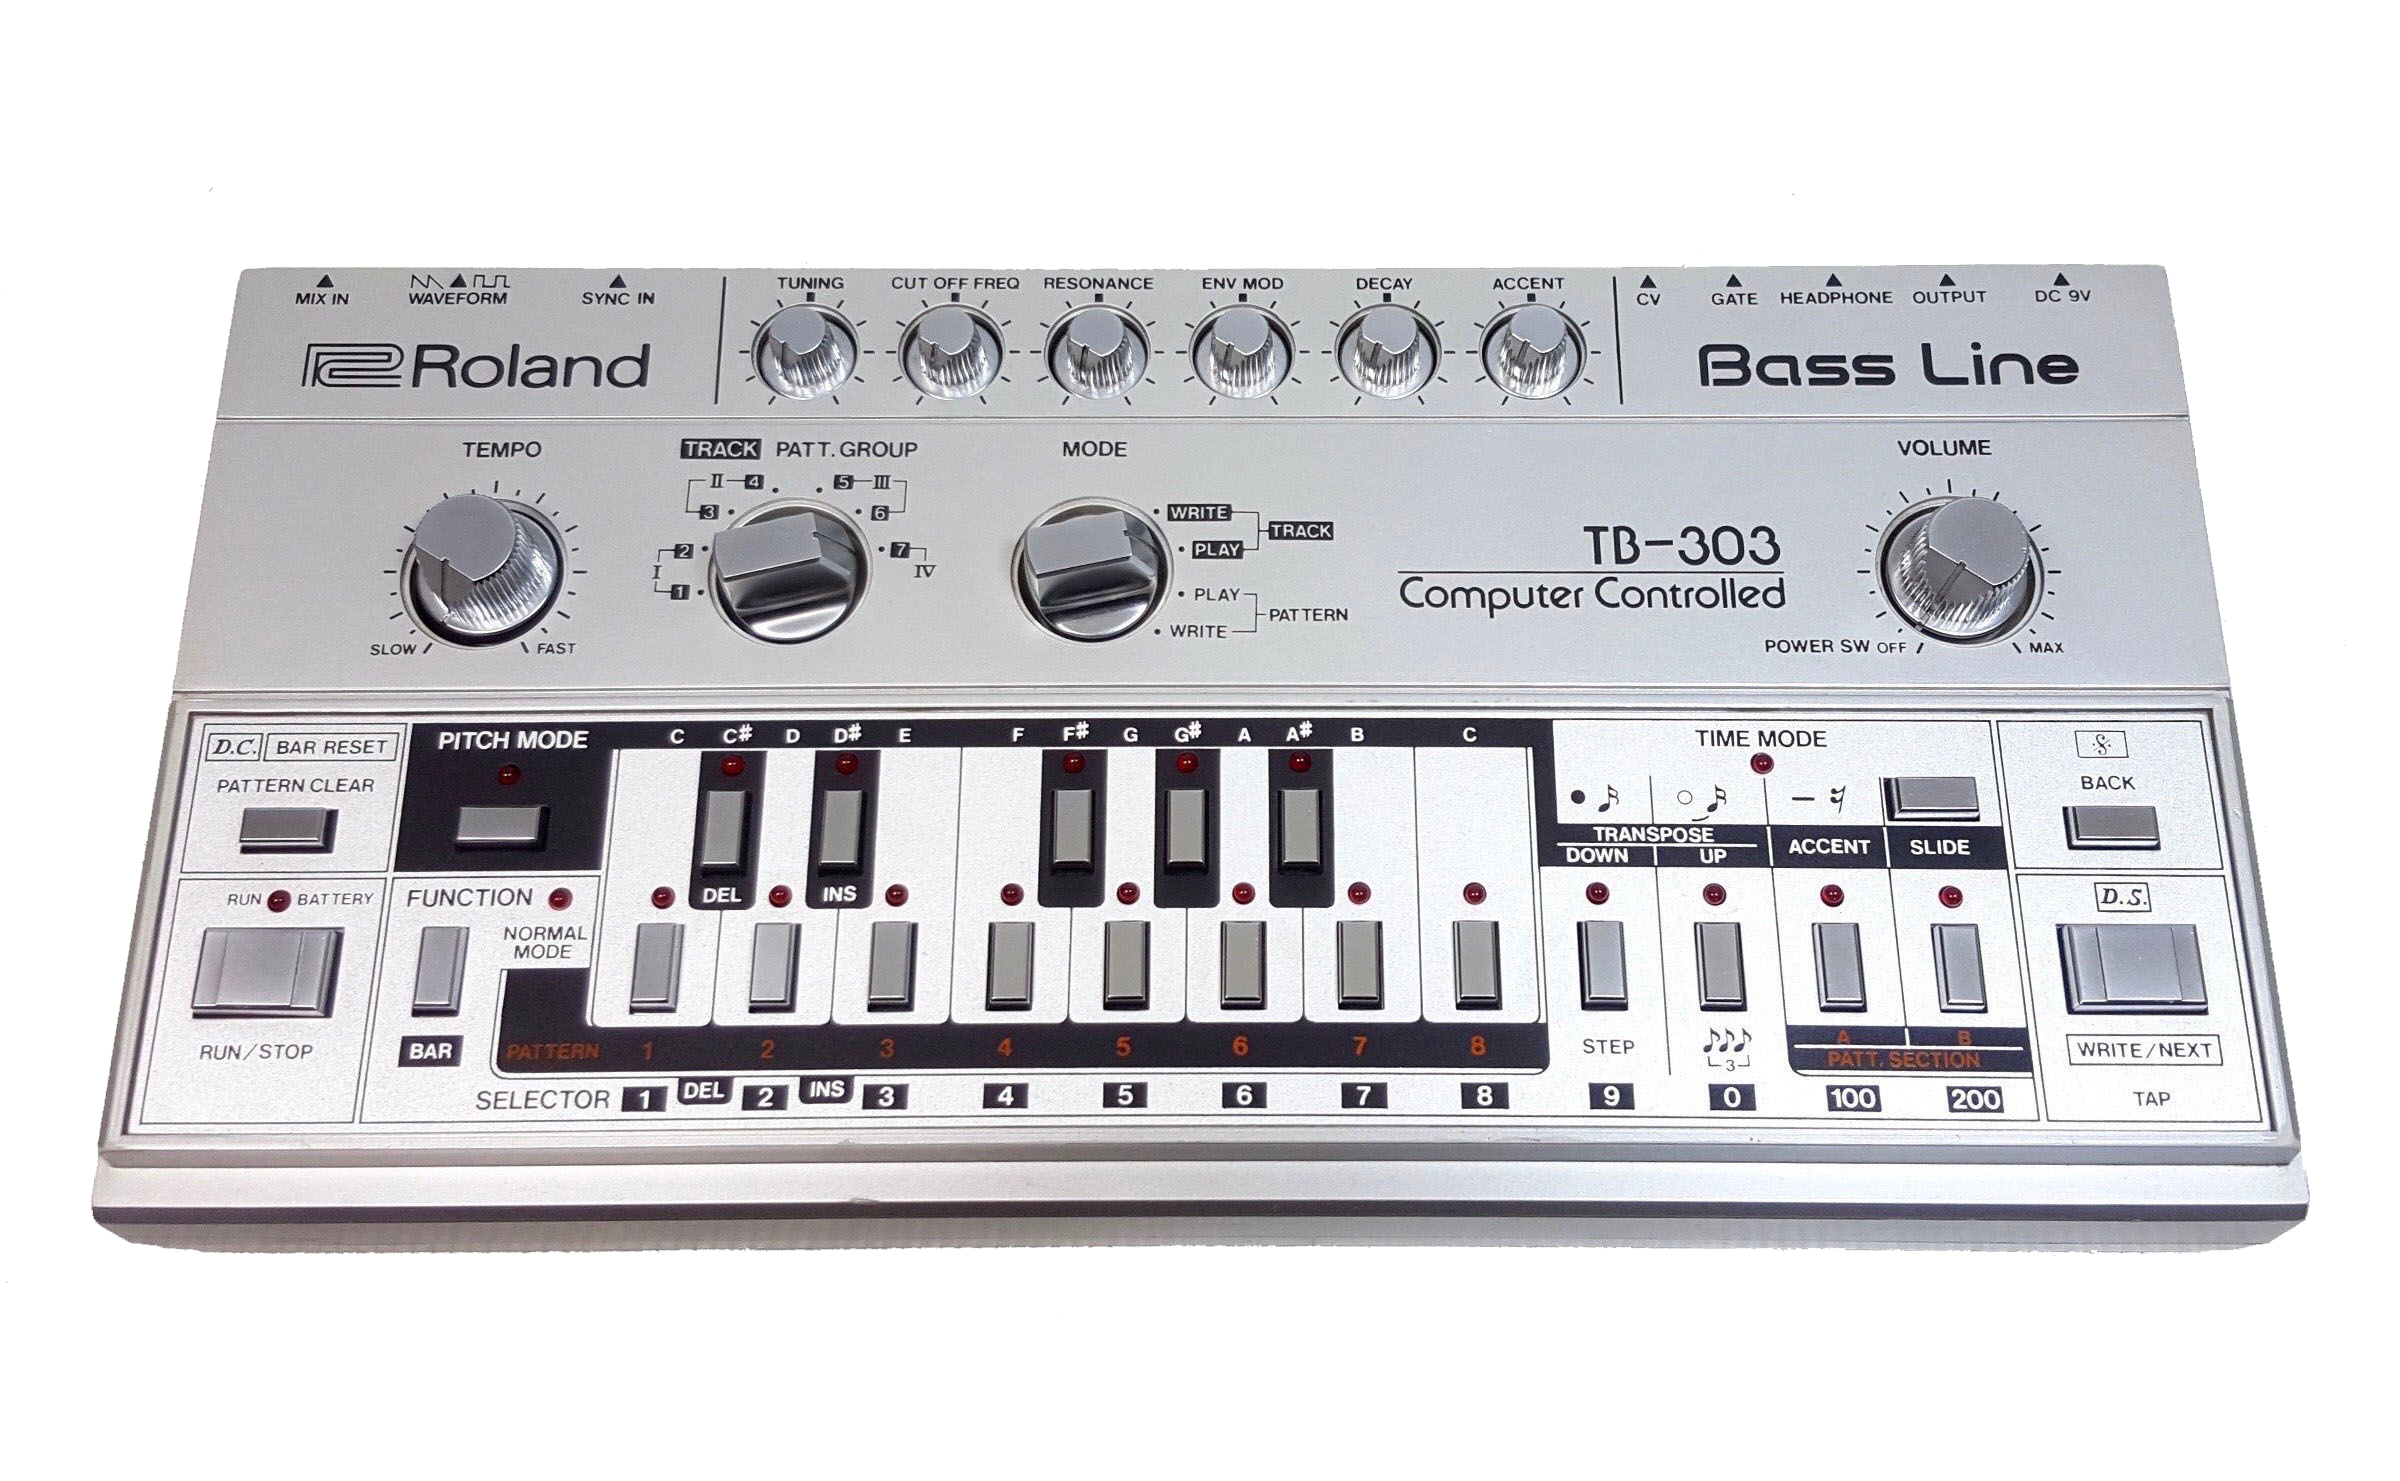 MIX IN WAVEFORM SYNC IN
TUNING CUT OFF FREQ RESONANCE ENV MOD DECAY ACCENT
CV GATE HEADPHONE OUTPUT DC 9V
Roland
Bass Line
TEMPO
SLOW FAST
TRACK PATT. GROUP
II 4 5 III
3 6
I 2 7 IV
1
MODE
WRITE
TRACK
PLAY
PLAY
PATTERN
WRITE
TB-303
Computer Controlled
VOLUME
POWER SW OFF MAX
D.C. BAR RESET
PATTERN CLEAR
PITCH MODE
C C# D D# E F F# G G# A A# B C
TIME MODE
BACK
TRANSPOSE
DOWN UP ACCENT SLIDE
RUN BATTERY
FUNCTION
DEL INS
NORMAL
MODE
D.S.
RUN/STOP
BAR
PATTERN 1 2 3 4 5 6 7 8
STEP
3
A B
PATT. SECTION
WRITE/NEXT
SELECTOR 1 DEL 2 INS 3 4 5 6 7 8 9 0 100 200
TAP